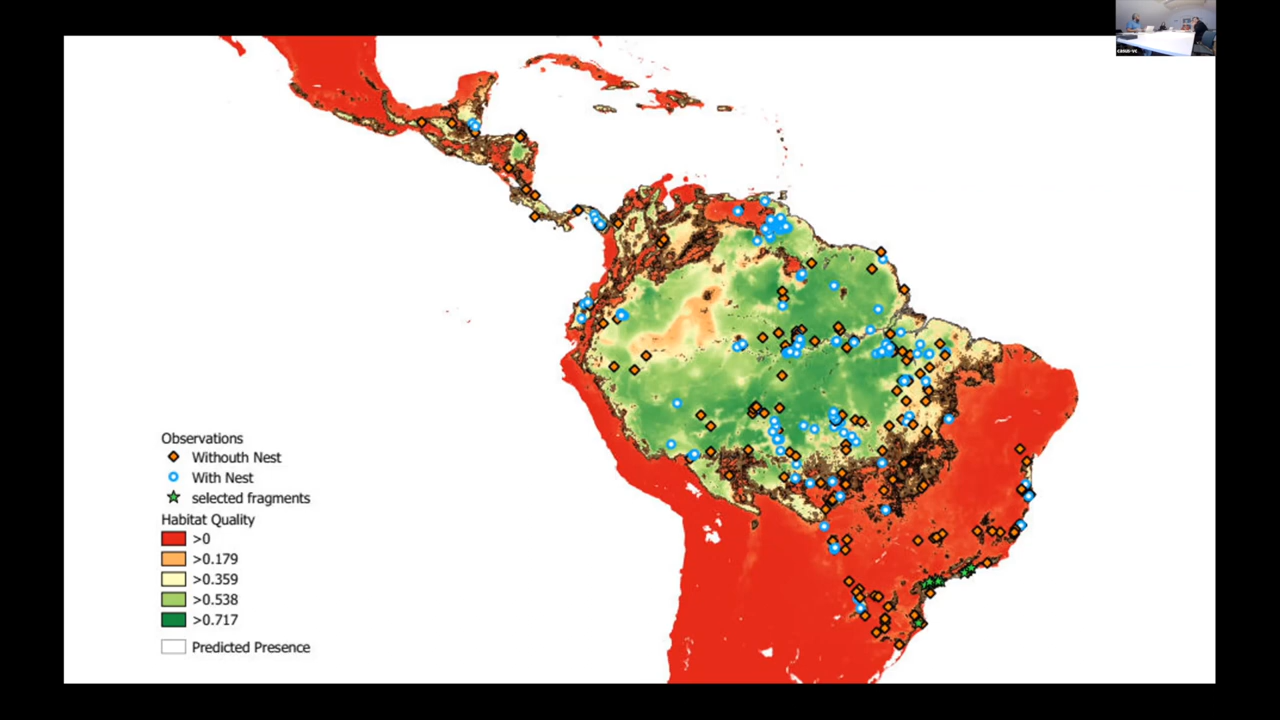 Observations
Withouth Nest
With Nest
selected fragments
Habitat Quality
>0
>0.179
>0.359
>0.538
>0.717
Predicted Presence